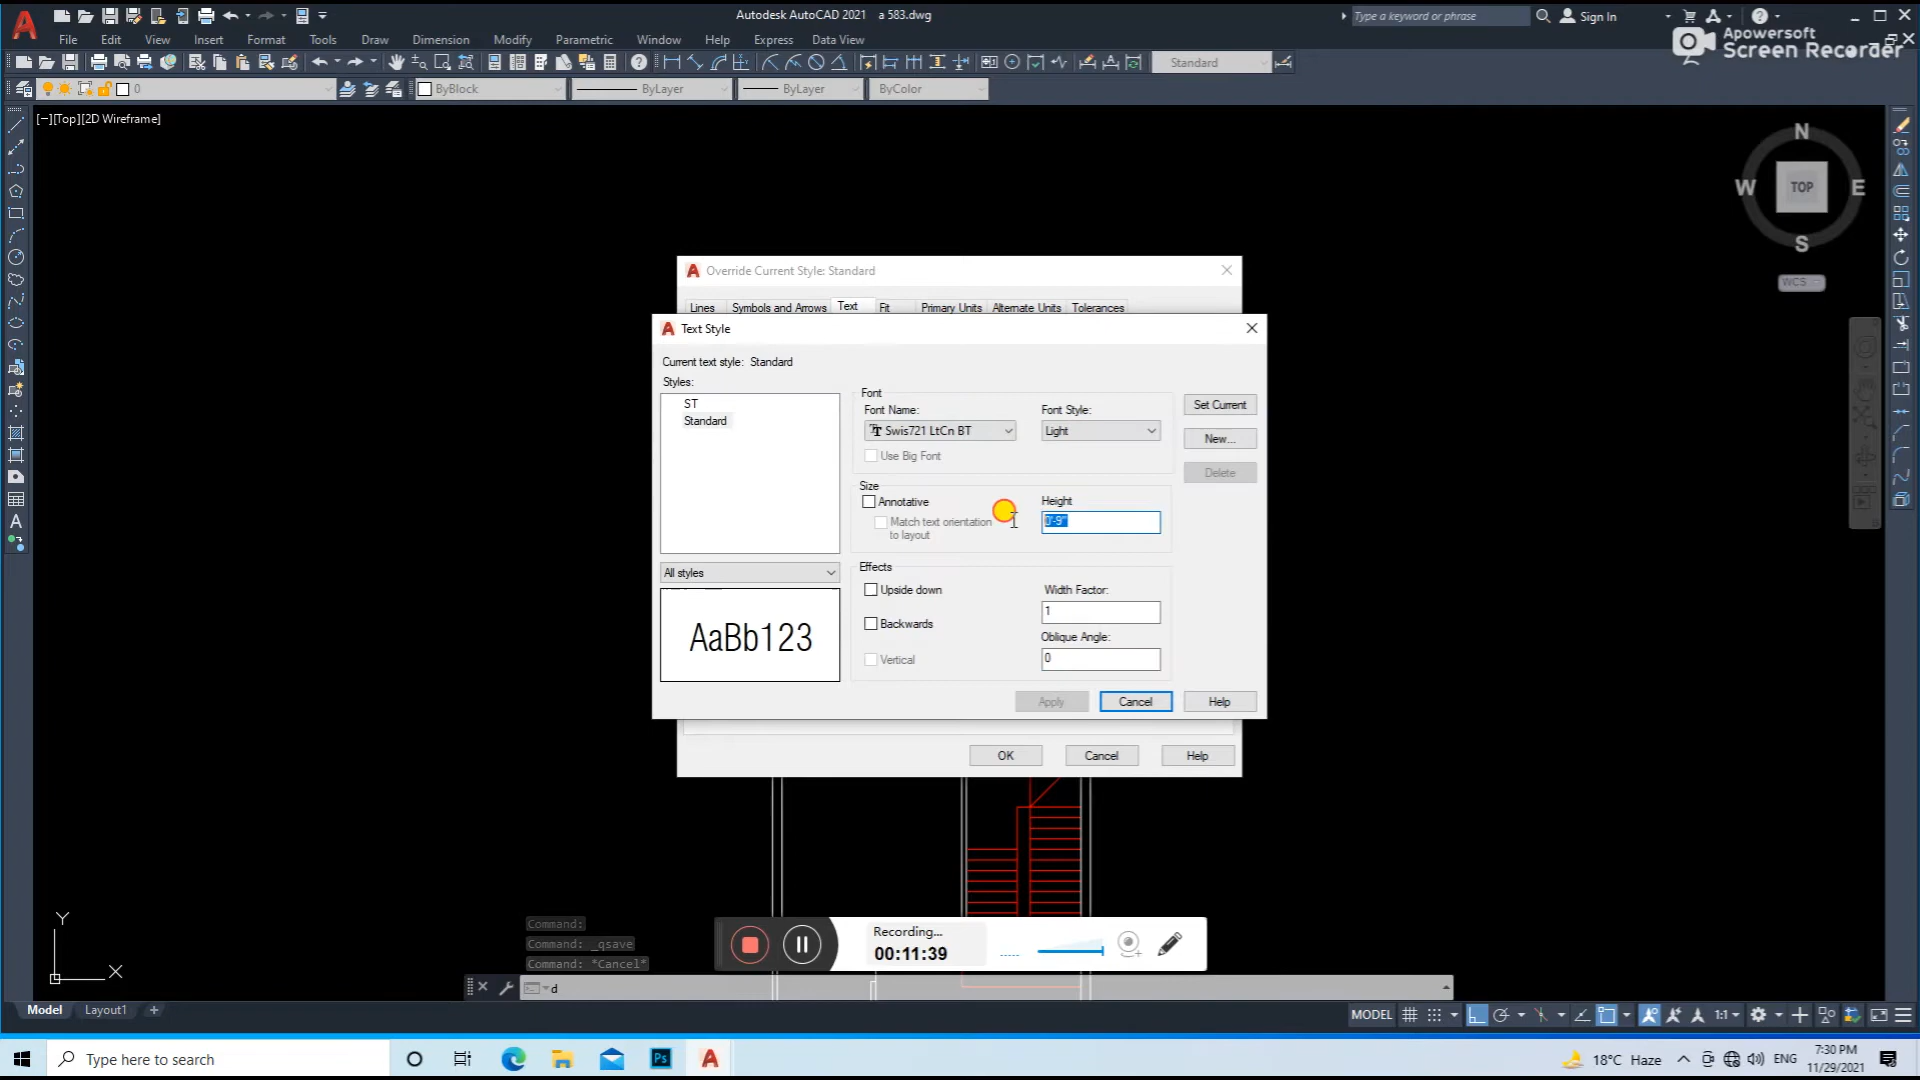 Autodesk AutoCAD 2021 a 583.dwg
Type a keyword or phrase
Sign In
File Edit View Insert Format Tools Draw Dimension Modify Parametric Window Help Express Data View
Apowersoft
Screen Recorder
Standard
0
ByBlock
ByLayer
ByLayer
ByColor
[−][Top][2D Wireframe]
N
W
TOP
E
S
WCS
Override Current Style: Standard
Lines Symbols and Arrows Text Fit Primary Units Alternate Units Tolerances
Text Style
Current text style: Standard
Styles:
ST
Standard
All styles
AaBb123
Font
Font Name:
Swis721 LtCn BT
Font Style:
Light
Use Big Font
Size
Annotative
Match text orientation
to layout
Height
0'-9"
Effects
Upside down
Backwards
Vertical
Width Factor:
1
Oblique Angle:
0
Set Current
New...
Delete
Apply
Cancel
Help
OK
Cancel
Help
Y
X
Command:
Command: _qsave
Command: *Cancel*
d
Recording...
00:11:39
Model
Layout1
MODEL
1:1
Type here to search
Ps
18°C Haze
ENG
7:30 PM
11/29/2021